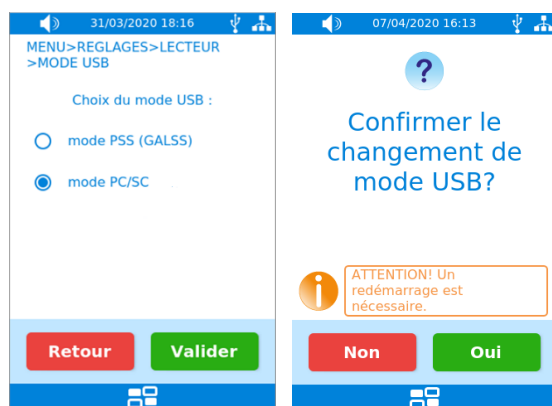 31/03/2020 18:16
MENU>REGLAGES>LECTEUR
>MODE USB
Choix du mode USB :
mode PSS (GALSS)
mode PC/SC
Retour
Valider
07/04/2020 16:13
?
Confirmer le
changement de
mode USB?
ATTENTION! Un
redémarrage est
nécessaire.
Non
Oui